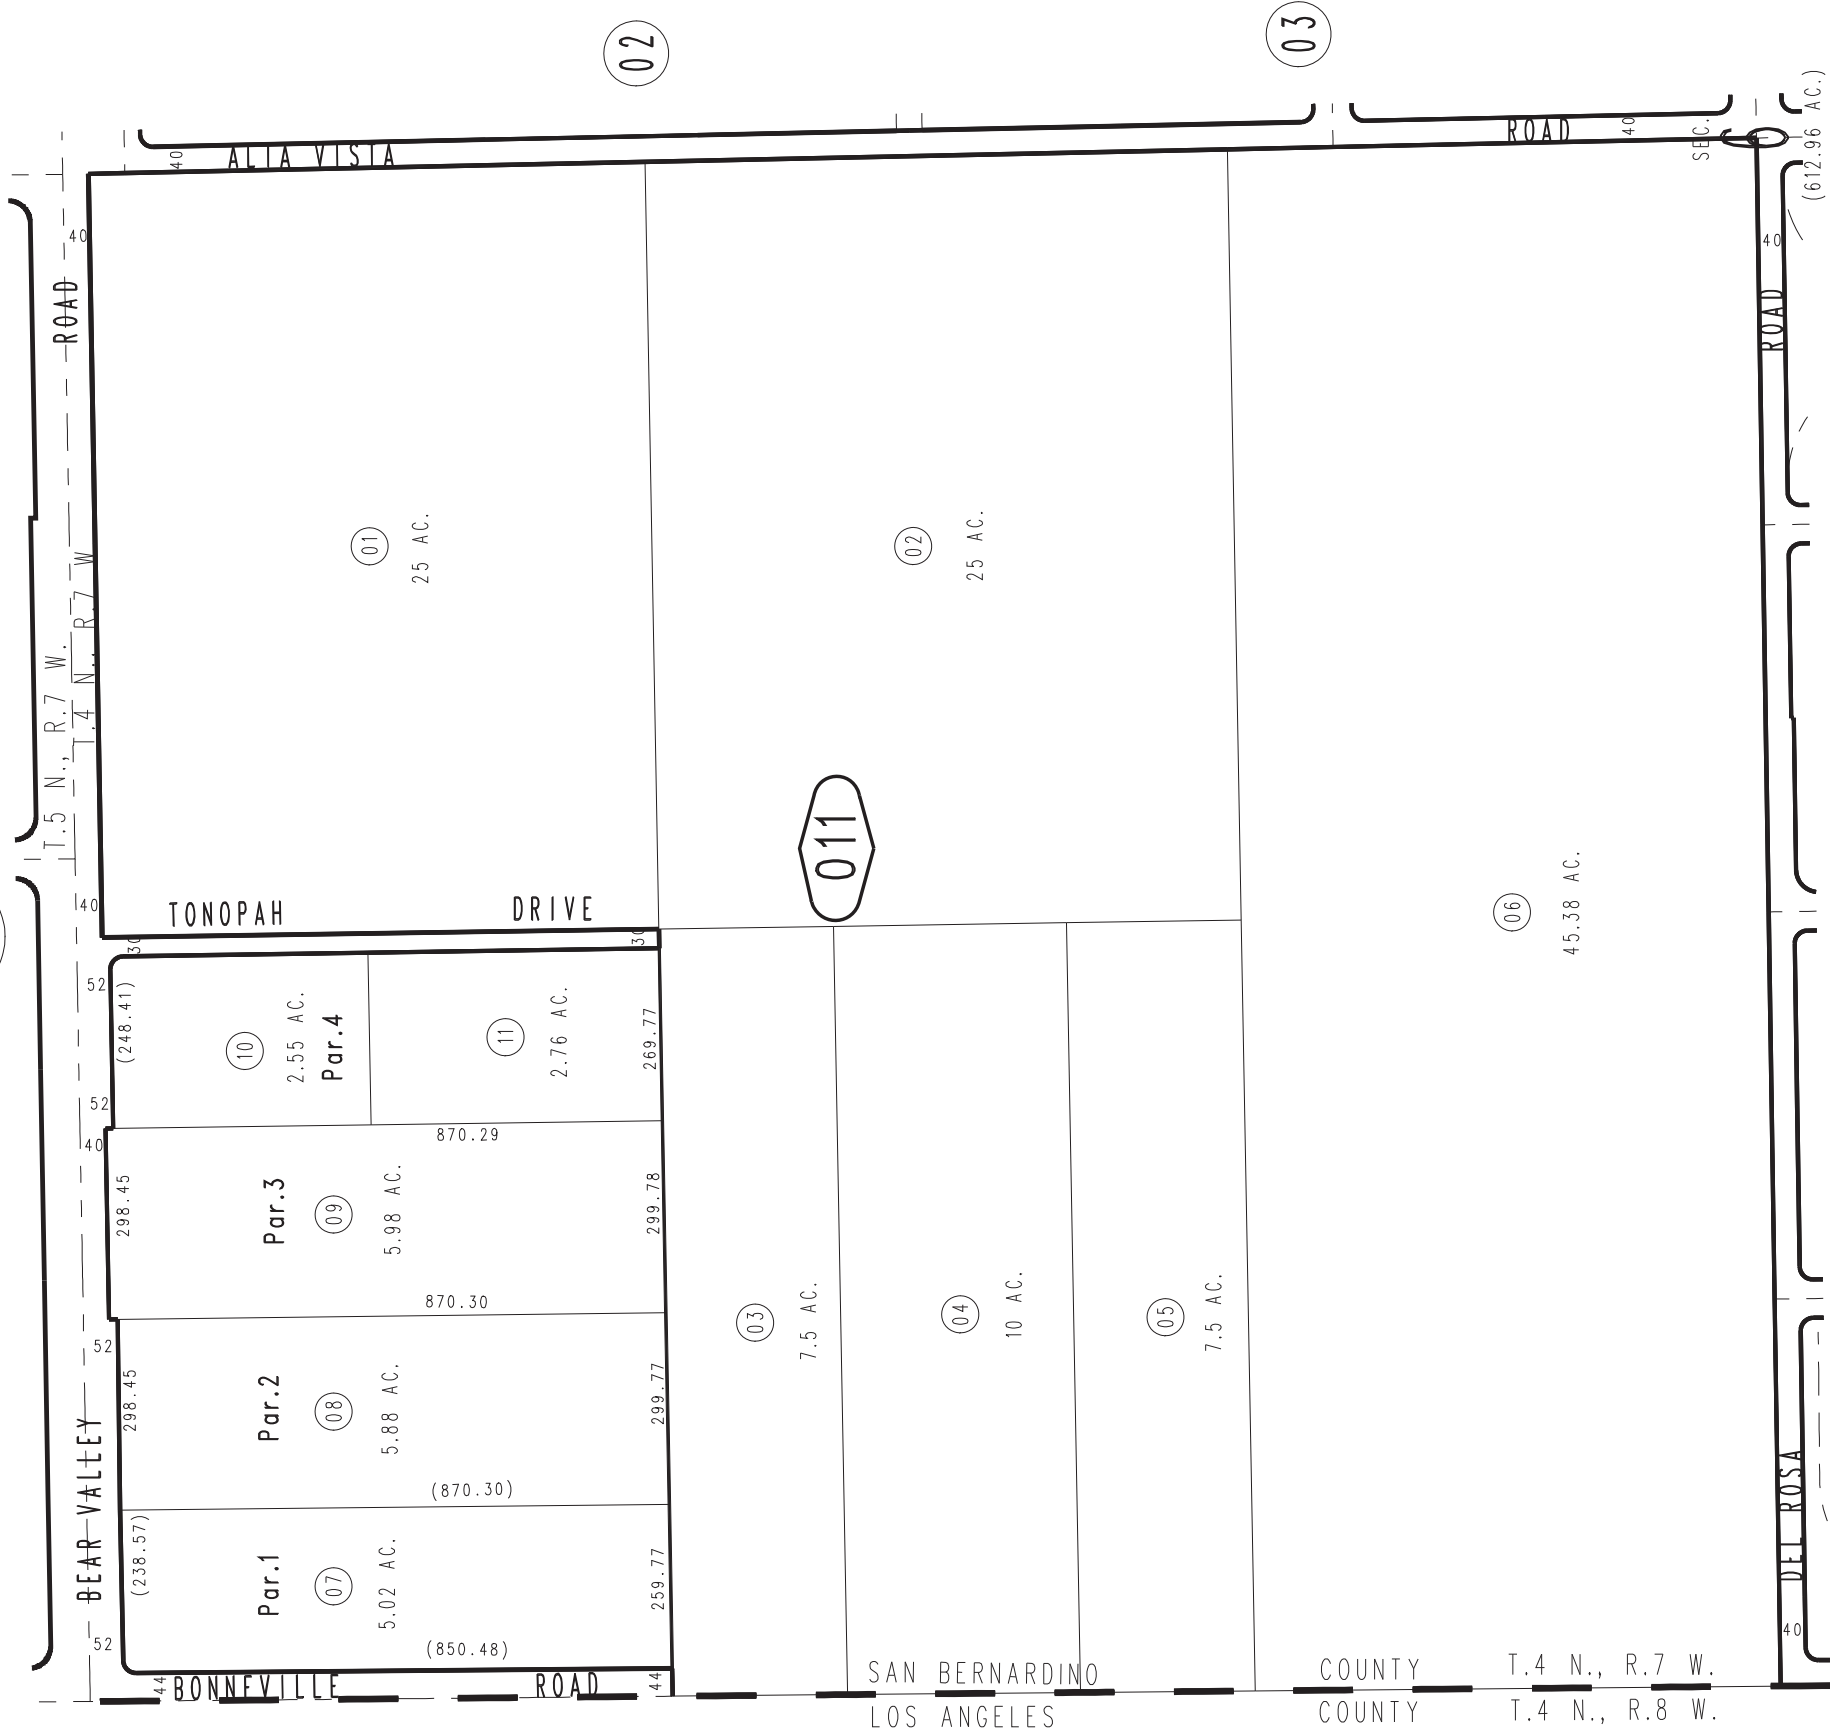 02
03
ALTA VISTA
ROAD
40
40
SEC.
(612.96 AC.)
40
ROAD
40
ROAD
T.5 N., R.7 W.
T.4 N., R.7 W
01
25 AC.
02
25 AC.
011
06
45.38 AC.
40
TONOPAH
DRIVE
30
30
52
(248.41)
10
2.55 AC.
Par.4
11
2.76 AC.
269.77
52
40
870.29
298.45
Par.3
09
5.98 AC.
299.78
870.30
52
298.45
Par.2
08
5.88 AC.
299.77
(870.30)
BEAR VALLEY
(238.57)
Par.1
07
5.02 AC.
259.77
52
(850.48)
44
BONNEVILLE
ROAD
44
03
7.5 AC.
04
10 AC.
05
7.5 AC.
DEL ROSA
40
SAN BERNARDINO
COUNTY
T.4 N., R.7 W.
LOS ANGELES
COUNTY
T.4 N., R.8 W.